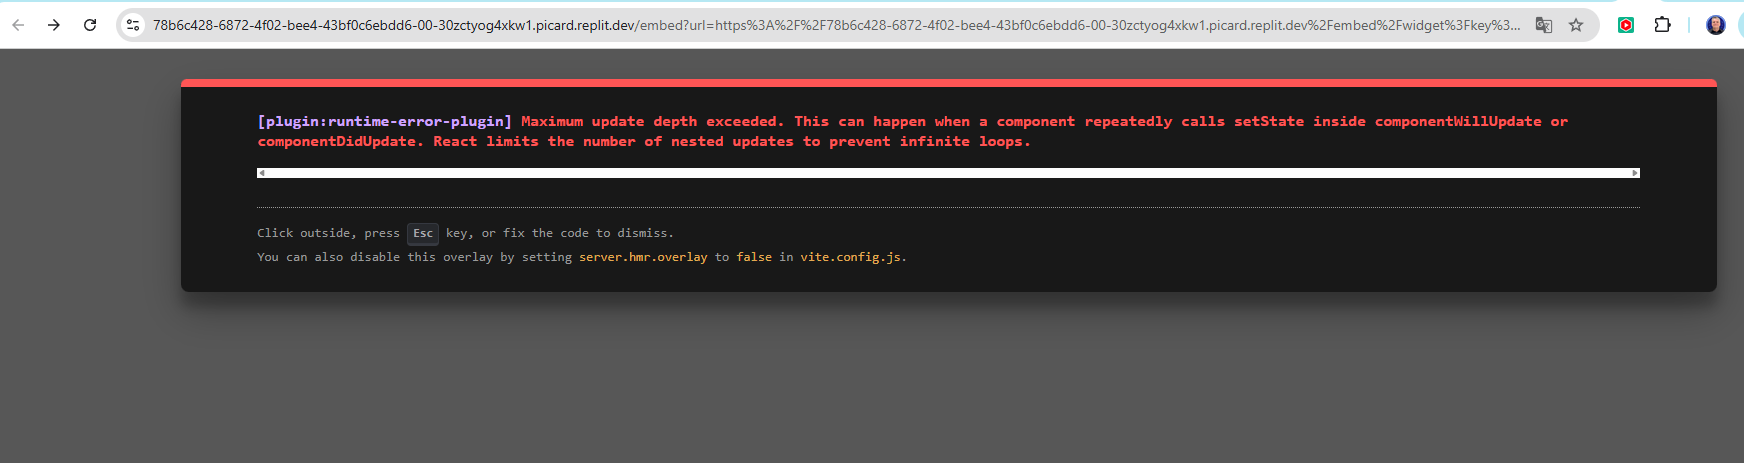 78b6c428-6872-4f02-bee4-43bf0c6ebdd6-00-30zctyog4xkw1.picard.replit.dev/embed?url=https%3A%2F%2F78b6c428-6872-4f02-bee4-43bf0c6ebdd6-00-30zctyog4xkw1.picard.replit.dev%2Fembed%2Fwidget%3Fkey%3...
[plugin:runtime-error-plugin] Maximum update depth exceeded. This can happen when a component repeatedly calls setState inside componentWillUpdate or
componentDidUpdate. React limits the number of nested updates to prevent infinite loops.
Click outside, press Esc key, or fix the code to dismiss.
You can also disable this overlay by setting server.hmr.overlay to false in vite.config.js.